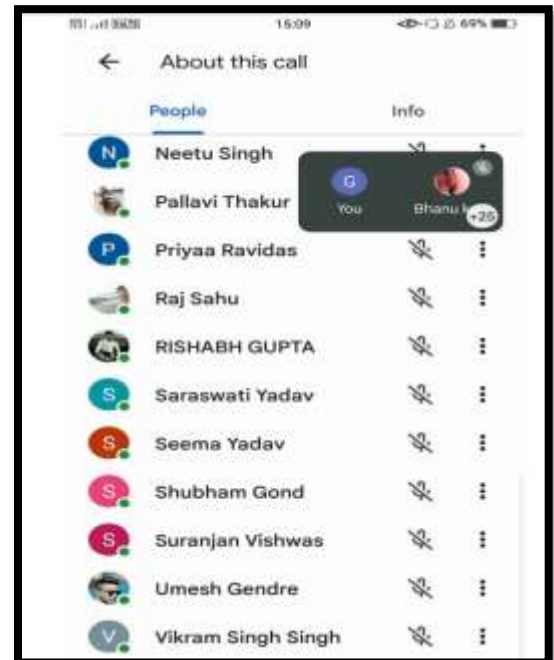 15:09
69%
About this call
People Info
N Neetu Singh
Pallavi Thakur
G
You Bhanu
+25
P Priyaa Ravidas
Raj Sahu
RISHABH GUPTA
S Saraswati Yadav
S Seema Yadav
S Shubham Gond
S Suranjan Vishwas
Umesh Gendre
V Vikram Singh Singh